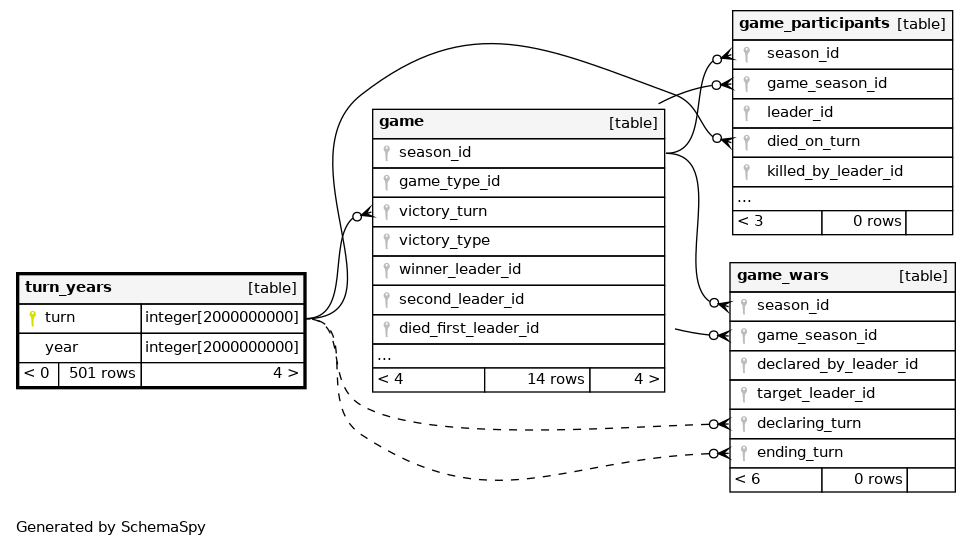 turn_years [table]
turn integer[2000000000]
year integer[2000000000]
< 0 501 rows 4 >
game [table]
season_id
game_type_id
victory_turn
victory_type
winner_leader_id
second_leader_id
died_first_leader_id
...
< 4 14 rows 4 >
game_participants [table]
season_id
game_season_id
leader_id
died_on_turn
killed_by_leader_id
...
< 3 0 rows
game_wars [table]
season_id
game_season_id
declared_by_leader_id
target_leader_id
declaring_turn
ending_turn
< 6 0 rows
Generated by SchemaSpy